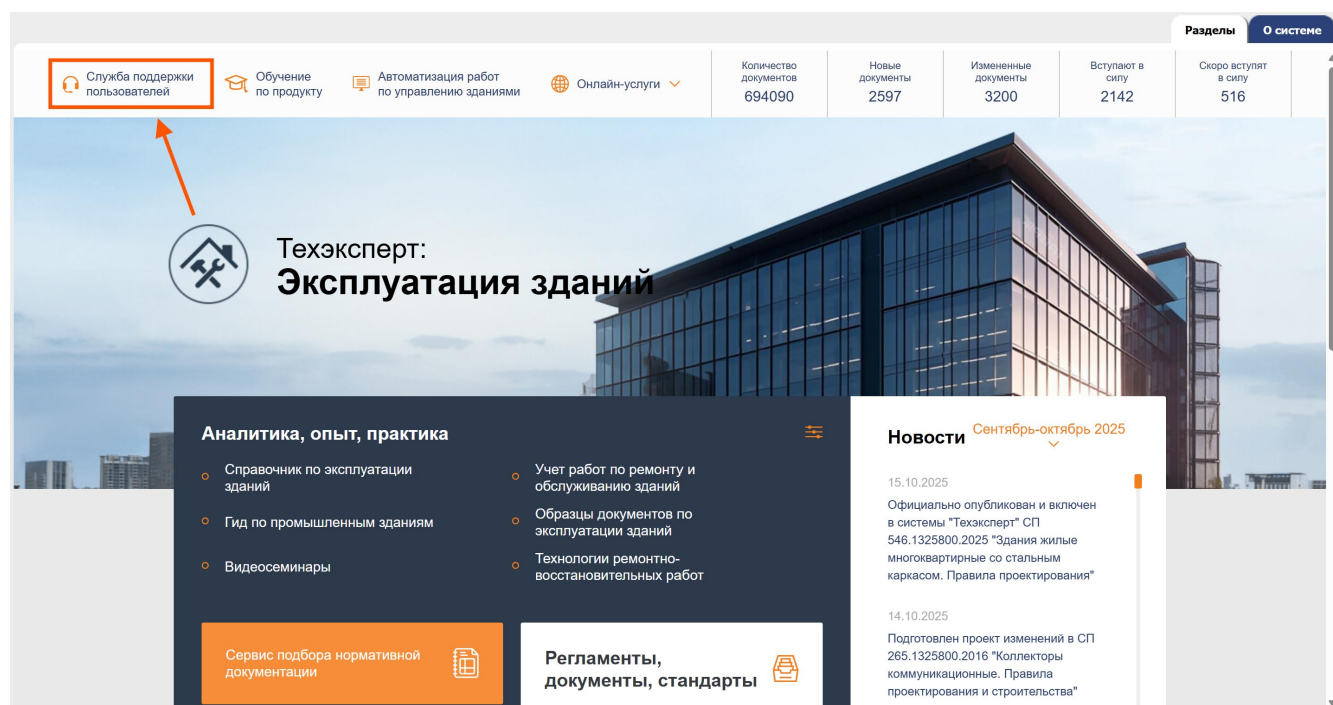 Разделы
О системе
Служба поддержки
пользователей
Обучение
по продукту
Автоматизация работ
по управлению зданиями
Онлайн-услуги
Количество
документов
694090
Новые
документы
2597
Измененные
документы
3200
Вступают в
силу
2142
Скоро вступят
в силу
516
Техэксперт:
Эксплуатация зданий
Аналитика, опыт, практика
Справочник по эксплуатации
зданий
Гид по промышленным зданиям
Видеосеминары
Учет работ по ремонту и
обслуживанию зданий
Образцы документов по
эксплуатации зданий
Технологии ремонтно-
восстановительных работ
Сервис подбора нормативной
документации
Регламенты,
документы, стандарты
Новости
Сентябрь-октябрь 2025
15.10.2025
Официально опубликован и включен
в системы "Техэксперт" СП
546.1325800.2025 "Здания жилые
многоквартирные со стальным
каркасом. Правила проектирования"
14.10.2025
Подготовлен проект изменений в СП
265.1325800.2016 "Коллекторы
коммуникационные. Правила
проектирования и строительства"